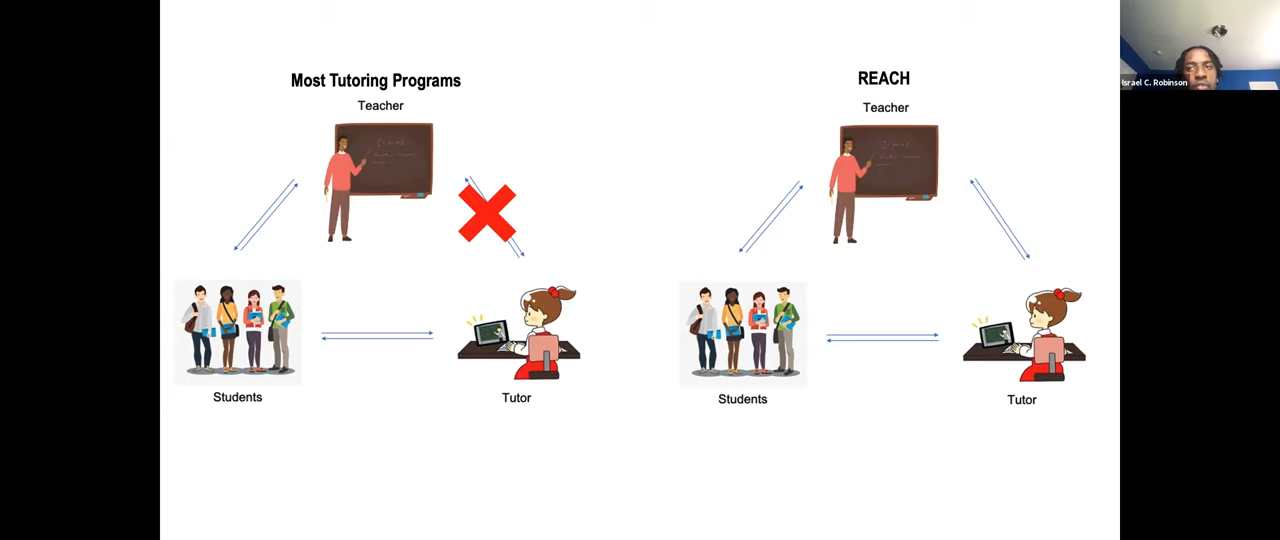 Most Tutoring Programs
Teacher
Students
Tutor
REACH
Teacher
Students
Tutor
Israel C. Robinson